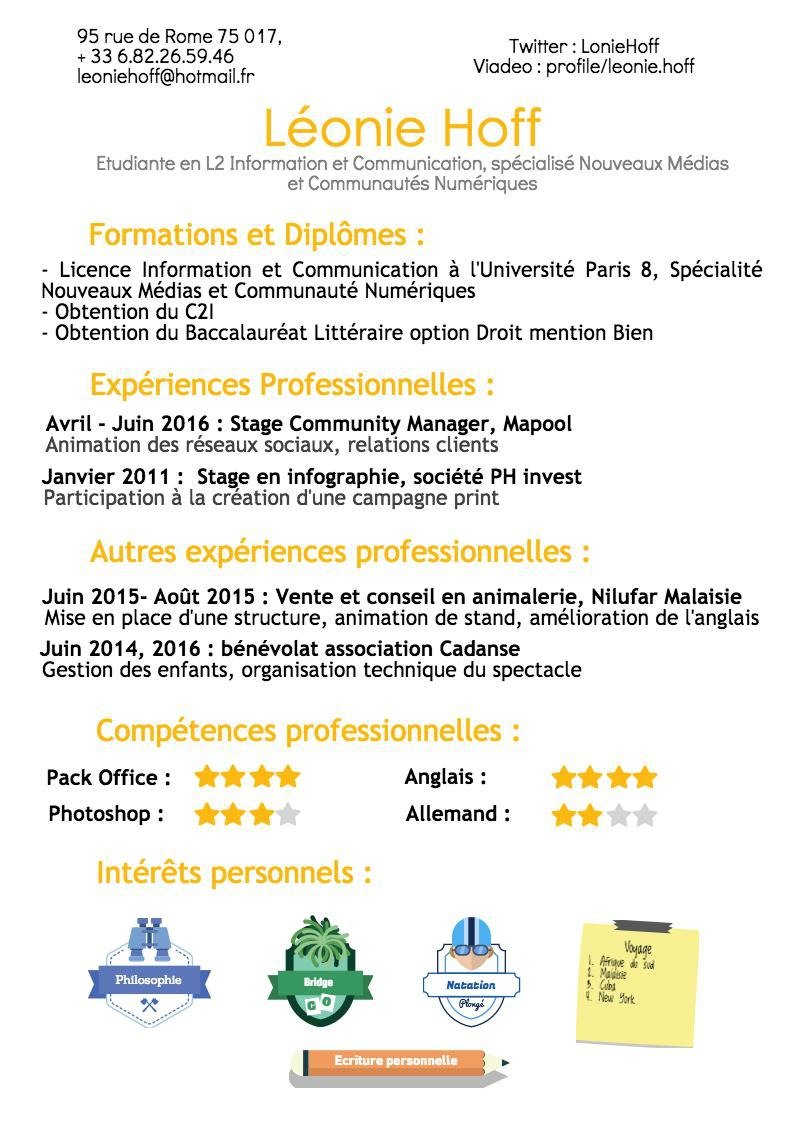 95 rue de Rome 75 017,
+ 33 6.82.26.59.46
leoniehoff@hotmail.fr
Twitter : LonieHoff
Viadeo : profile/leonie.hoff
Léonie Hoff
Etudiante en L2 Information et Communication, spécialisé Nouveaux Médias
et Communautés Numériques
Formations et Diplômes :
- Licence Information et Communication à l'Université Paris 8, Spécialité
Nouveaux Médias et Communauté Numériques
- Obtention du C2I
- Obtention du Baccalauréat Littéraire option Droit mention Bien
Expériences Professionnelles :
Avril - Juin 2016 : Stage Community Manager, Mapool
Animation des réseaux sociaux, relations clients
Janvier 2011 : Stage en infographie, société PH invest
Participation à la création d'une campagne print
Autres expériences professionnelles :
Juin 2015- Août 2015 : Vente et conseil en animalerie, Nilufar Malaisie
Mise en place d'une structure, animation de stand, amélioration de l'anglais
Juin 2014, 2016 : bénévolat association Cadanse
Gestion des enfants, organisation technique du spectacle
Compétences professionnelles :
Pack Office :
Anglais :
Photoshop :
Allemand :
Intérêts personnels :
Philosophie
Bridge
Natation
Plongé
Voyage
1. Afrique du sud
2. Malaisie
3. Cuba
4. New York
Ecriture personnelle